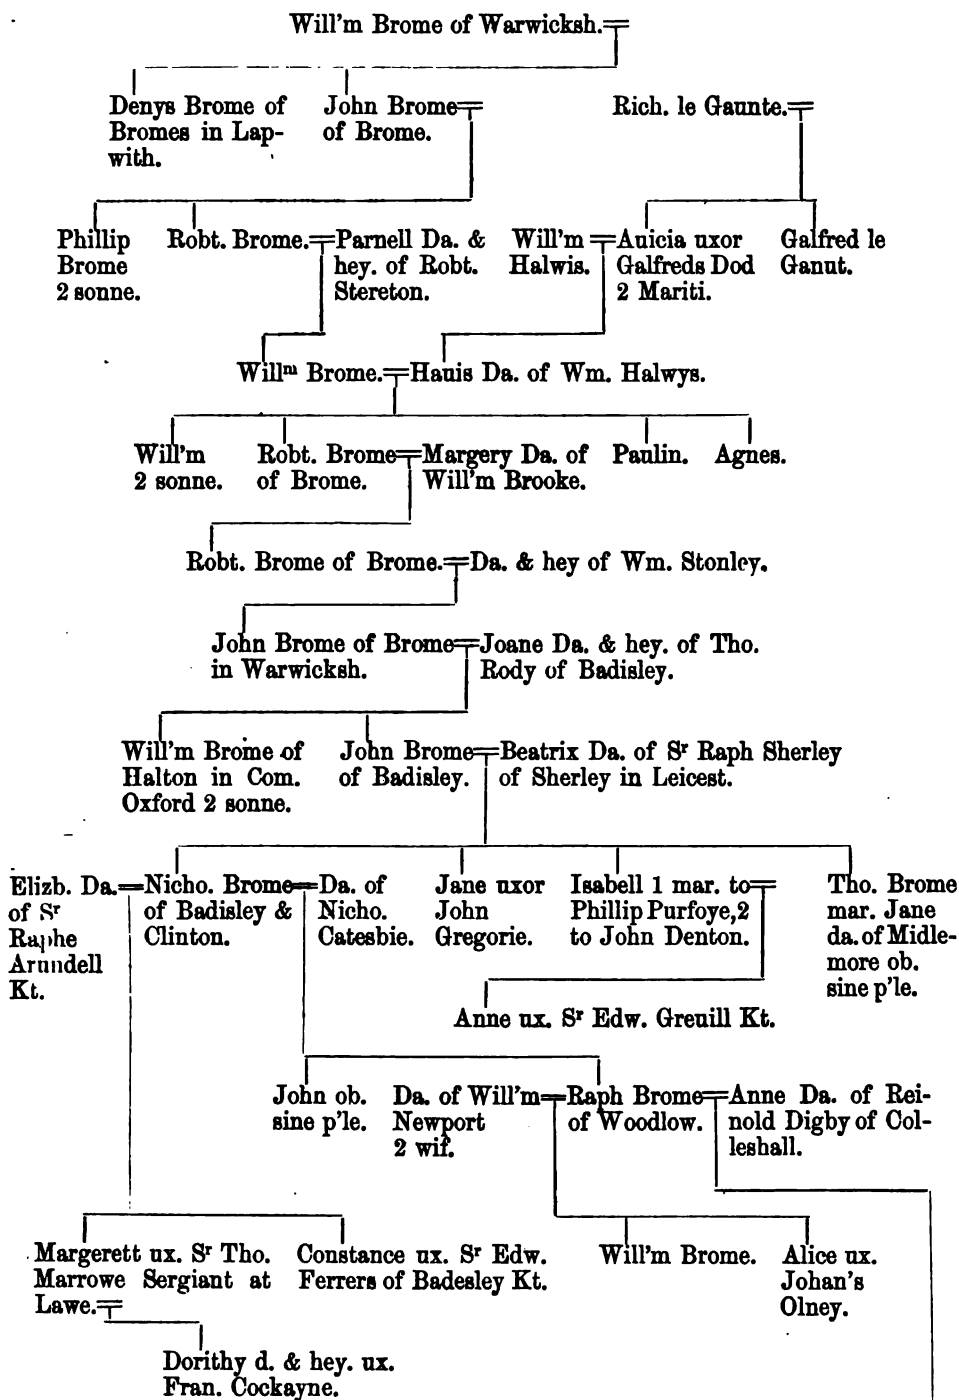 Will'm Brome of Warwicksh.
Denys Brome of
Bromes in Lap-
with.
John Brome
of Brome.
Rich. le Gaunte.
Phillip
Brome
2 sonne.
Robt. Brome.
Parnell Da. &
hey. of Robt.
Stereton.
Will'm
Halwis.
Auicia uxor
Galfreds Dod
2 Mariti.
Galfred le
Ganut.
Willm Brome.
Hauis Da. of Wm. Halwys.
Will'm
2 sonne.
Robt. Brome
of Brome.
Margery Da. of
Will'm Brooke.
Paulin.
Agnes.
Robt. Brome of Brome.
Da. & hey of Wm. Stonley.
John Brome of Brome
in Warwicksh.
Joane Da. & hey. of Tho.
Rody of Badisley.
Will'm Brome of
Halton in Com.
Oxford 2 sonne.
John Brome
of Badisley.
Beatrix Da. of Sr Raph Sherley
of Sherley in Leicest.
Elizb. Da.
of Sr
Raphe
Arundell
Kt.
Nicho. Brome
of Badisley &
Clinton.
Da. of
Nicho.
Catesbie.
Jane uxor
John
Gregorie.
Isabell 1 mar. to
Phillip Purfoye, 2
to John Denton.
Tho. Brome
mar. Jane
da. of Midle-
more ob.
sine p'le.
Anne ux. Sr Edw. Greuill Kt.
John ob.
sine p'le.
Da. of Will'm
Newport
2 wif.
Raph Brome
of Woodlow.
Anne Da. of Rei-
nold Digby of Col-
leshall.
Margerett ux. Sr Tho.
Marrowe Sergiant at
Lawe.
Constance ux. Sr Edw.
Ferrers of Badesley Kt.
Will'm Brome.
Alice ux.
Johan's
Olney.
Dorithy d. & hey. ux.
Fran. Cockayne.